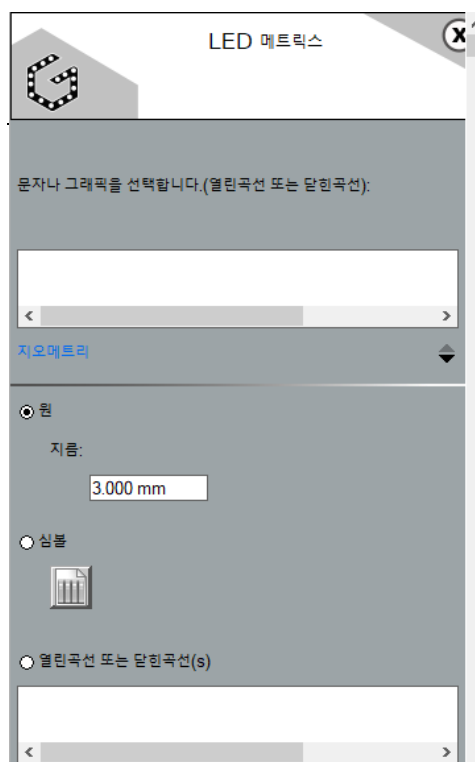 LED 메트릭스
문자나 그래픽을 선택합니다.(열린곡선 또는 닫힌곡선):
지오메트리
원
지름:
3.000 mm
심볼
열린곡선 또는 닫힌곡선(s)